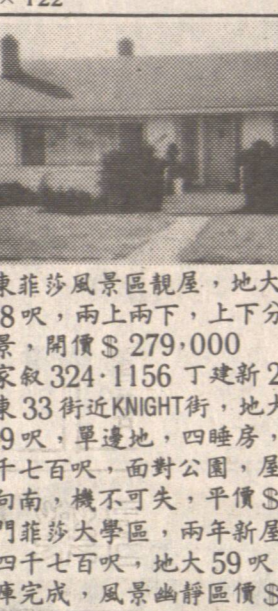 × 122
東菲莎風景區靚屋，地大
8呎，兩上兩下，上下分
景，開價$279,000
家叙324·1156 丁建新2
東33街近KNIGHT街，地大
9呎，單邊地，四睡房，
千七百呎，面對公園，屋
向南，機不可失，平價$
門菲莎大學區，兩年新屋
四千七百呎，地大59呎
庫完成，風景幽靜區價$